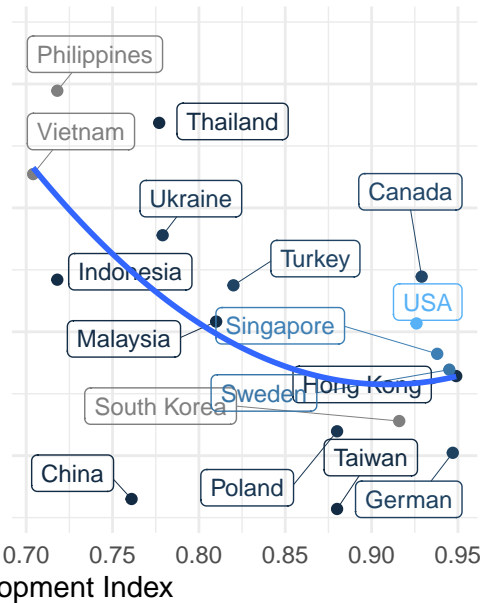 Philippines
Thailand
Vietnam
Ukraine
Canada
Turkey
Indonesia
USA
Singapore
Malaysia
Hong Kong
Sweden
South Korea
Taiwan
China
Poland
German
0.70 0.75 0.80 0.85 0.90 0.95
opment Index